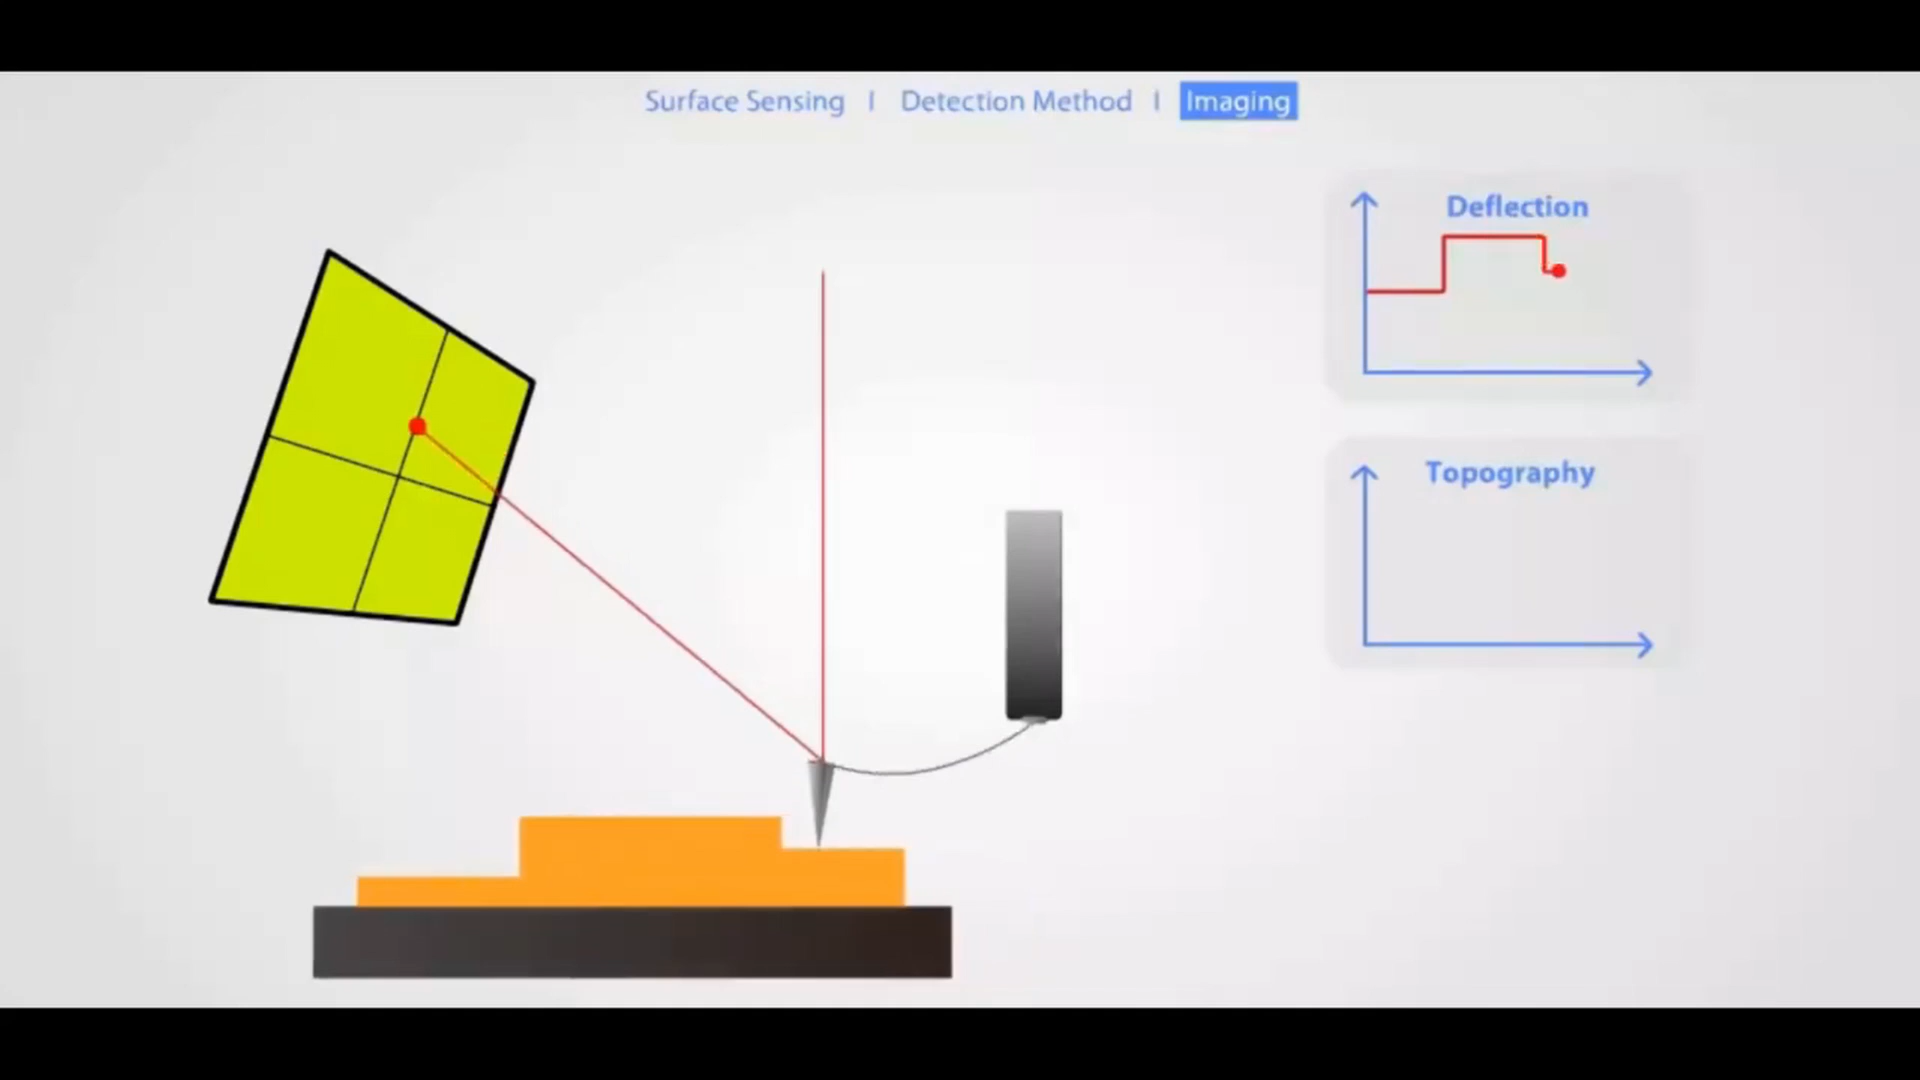 Surface Sensing | Detection Method | Imaging
Deflection
Topography